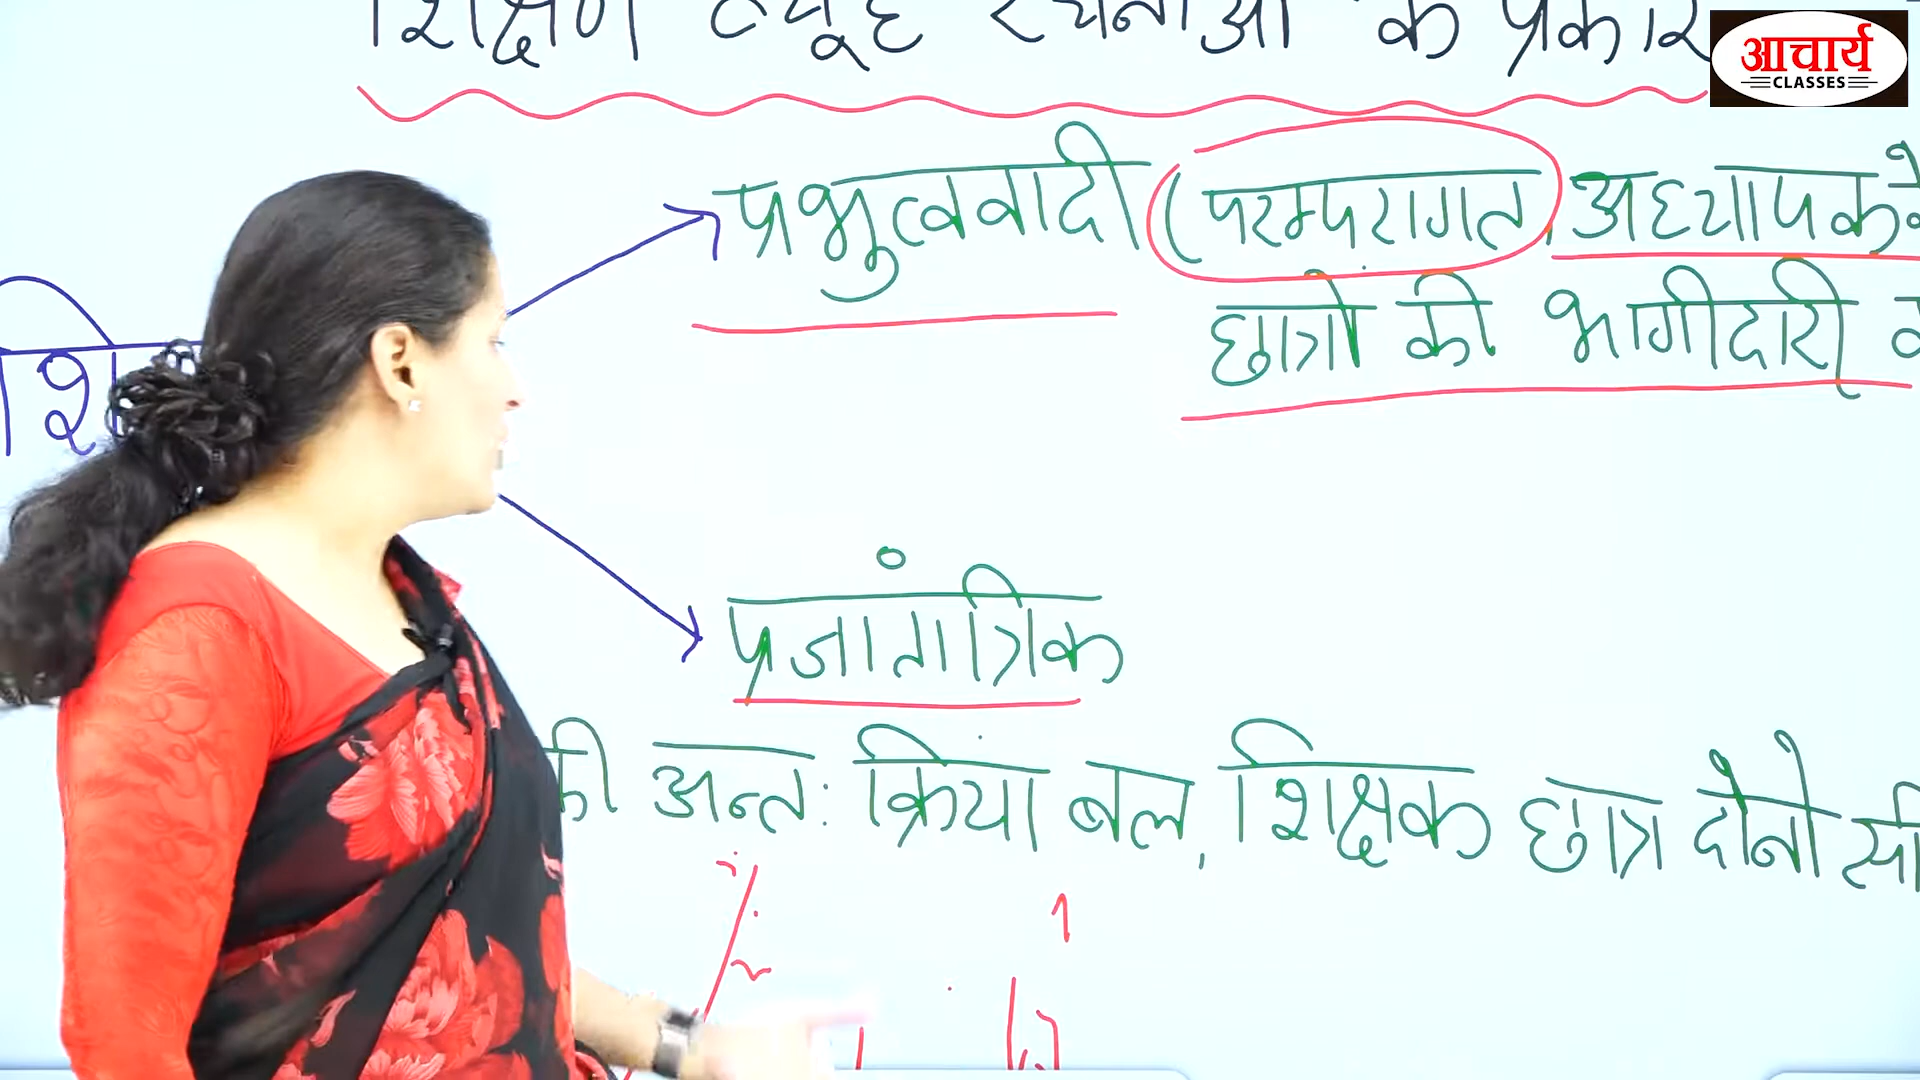 शिक्षण व्यूह रचनाओं के प्रकार
आचार्य
CLASSES
प्रभुत्ववादी (परम्परागत, अध्यापक के
छात्रों की भागीदारी
प्रजातांत्रिक
की अन्त: क्रिया बल, शिक्षक छात्र दोनों